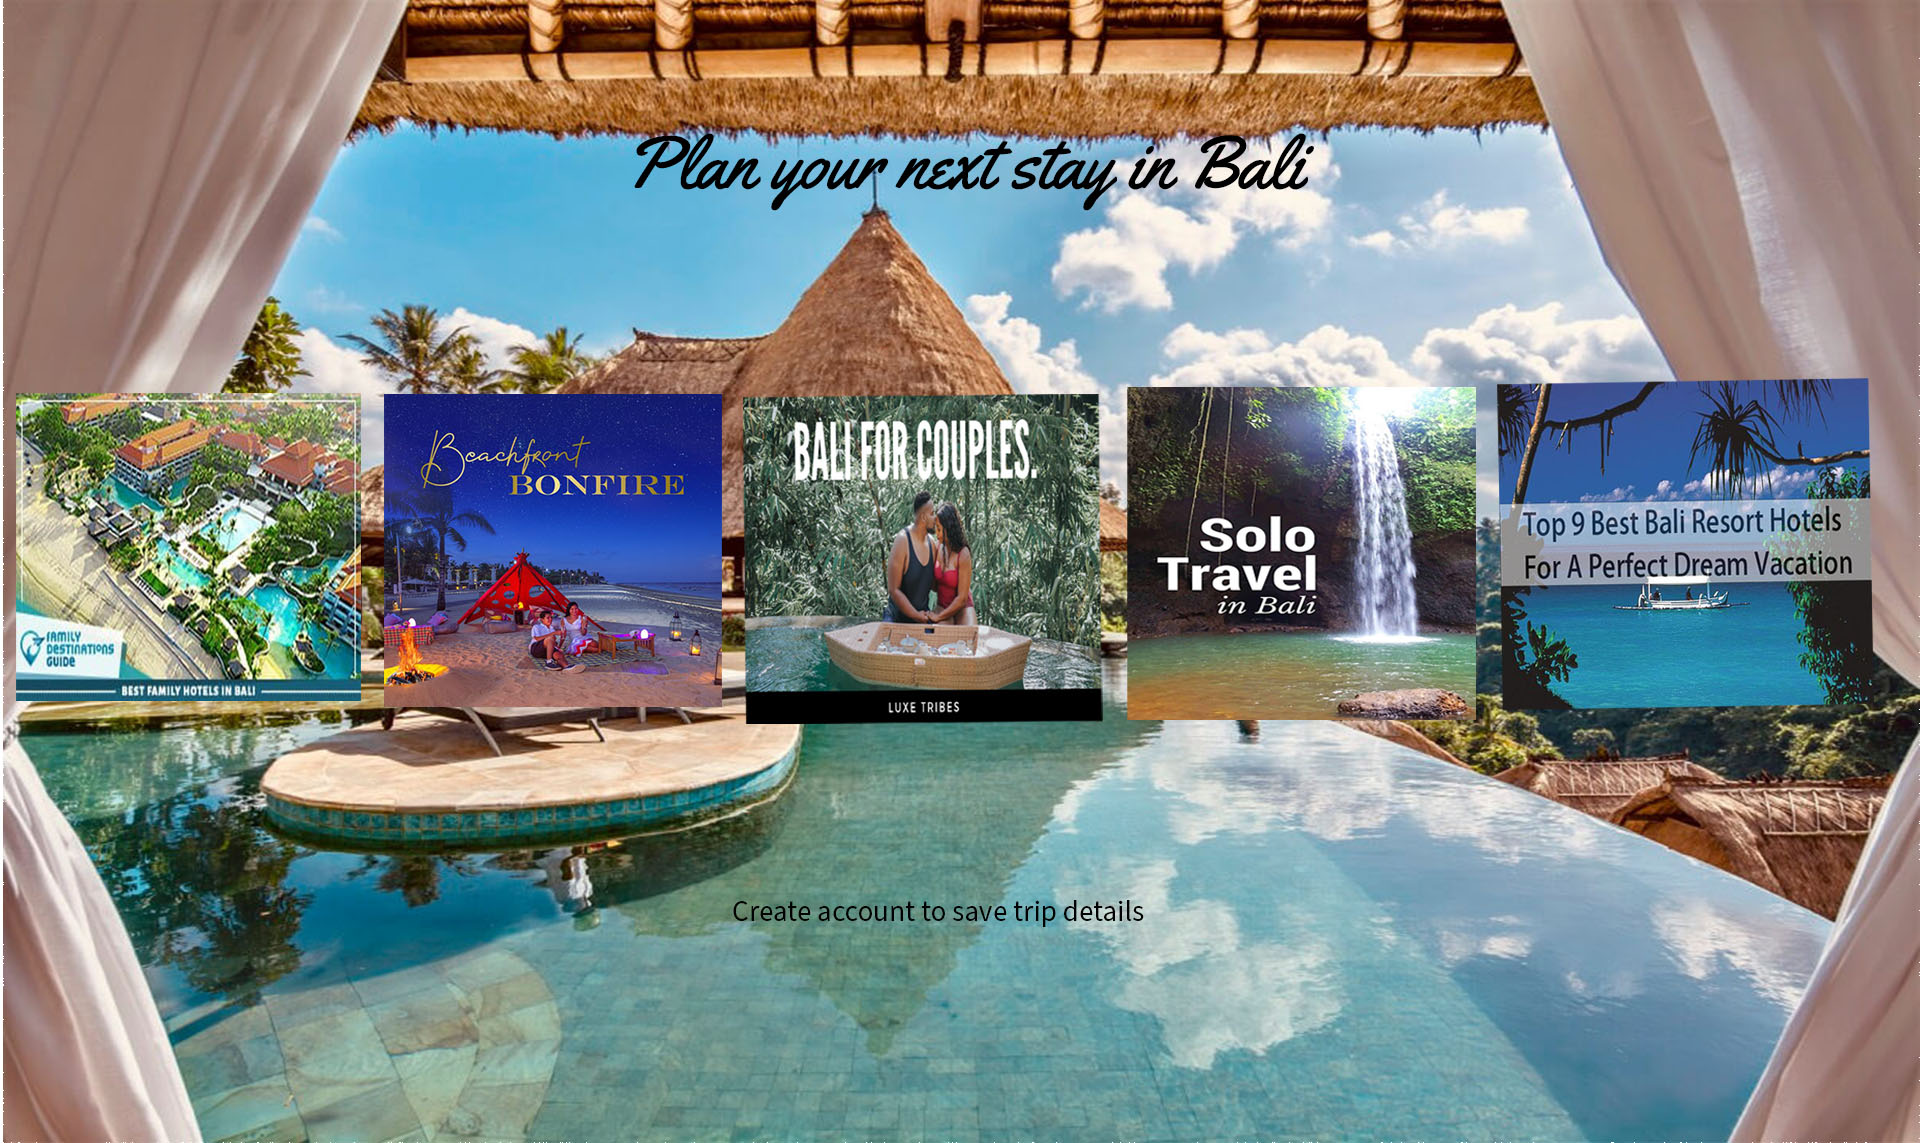 Plan your next stay in Bali
FAMILY
DESTINATIONS
GUIDE
BEST FAMILY HOTELS IN BALI
Beachfront
BONFIRE
BALI FOR COUPLES.
LUXE TRIBES
Solo
Travel
in Bali
Top 9 Best Bali Resort Hotels
For A Perfect Dream Vacation
Create account to save trip details